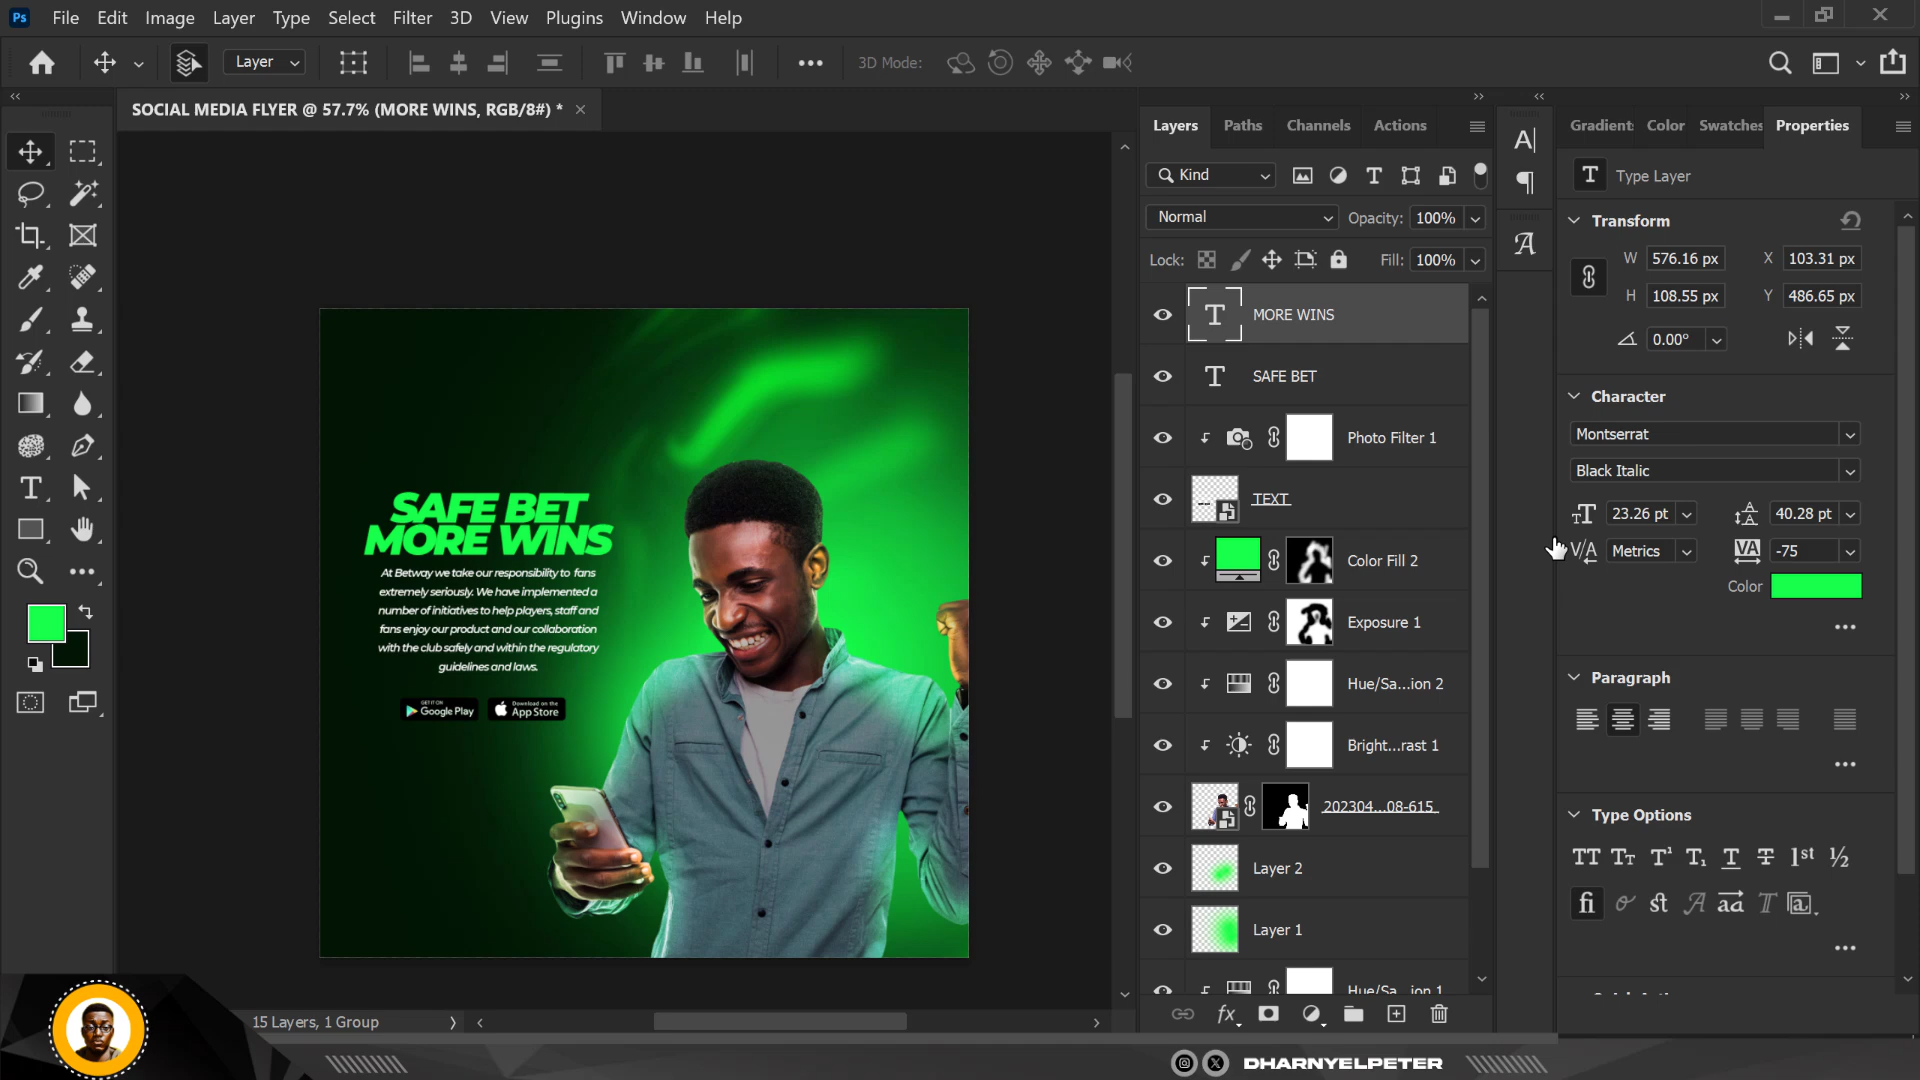 Ps File Edit Image Layer Type Select Filter 3D View Plugins Window Help
Layer 3D Mode:
SOCIAL MEDIA FLYER @ 57.7% (MORE WINS, RGB/8#) *
SAFE BET
MORE WINS
At Betway we take our responsibility to fans
extremely seriously. We have implemented a
number of initiatives to help players, staff and
fans enjoy our product and our collaboration
with the club safely and within the regulatory
guidelines and laws.
GET IT ON
Google Play
Download on the
App Store
15 Layers, 1 Group
Layers Paths Channels Actions
Kind
Normal Opacity: 100%
Lock: Fill: 100%
MORE WINS
SAFE BET
Photo Filter 1
TEXT
Color Fill 2
Exposure 1
Hue/Sa...ion 2
Bright...rast 1
202304...08-615
Layer 2
Layer 1
Hue/Sa...ion 1
fx
Gradient Color Swatches Properties
Type Layer
Transform
W 576.16 px X 103.31 px
H 108.55 px Y 486.65 px
0.00°
Character
Montserrat
Black Italic
23.26 pt 40.28 pt
Metrics -75
Color
Paragraph
Type Options
DHARNYELPETER